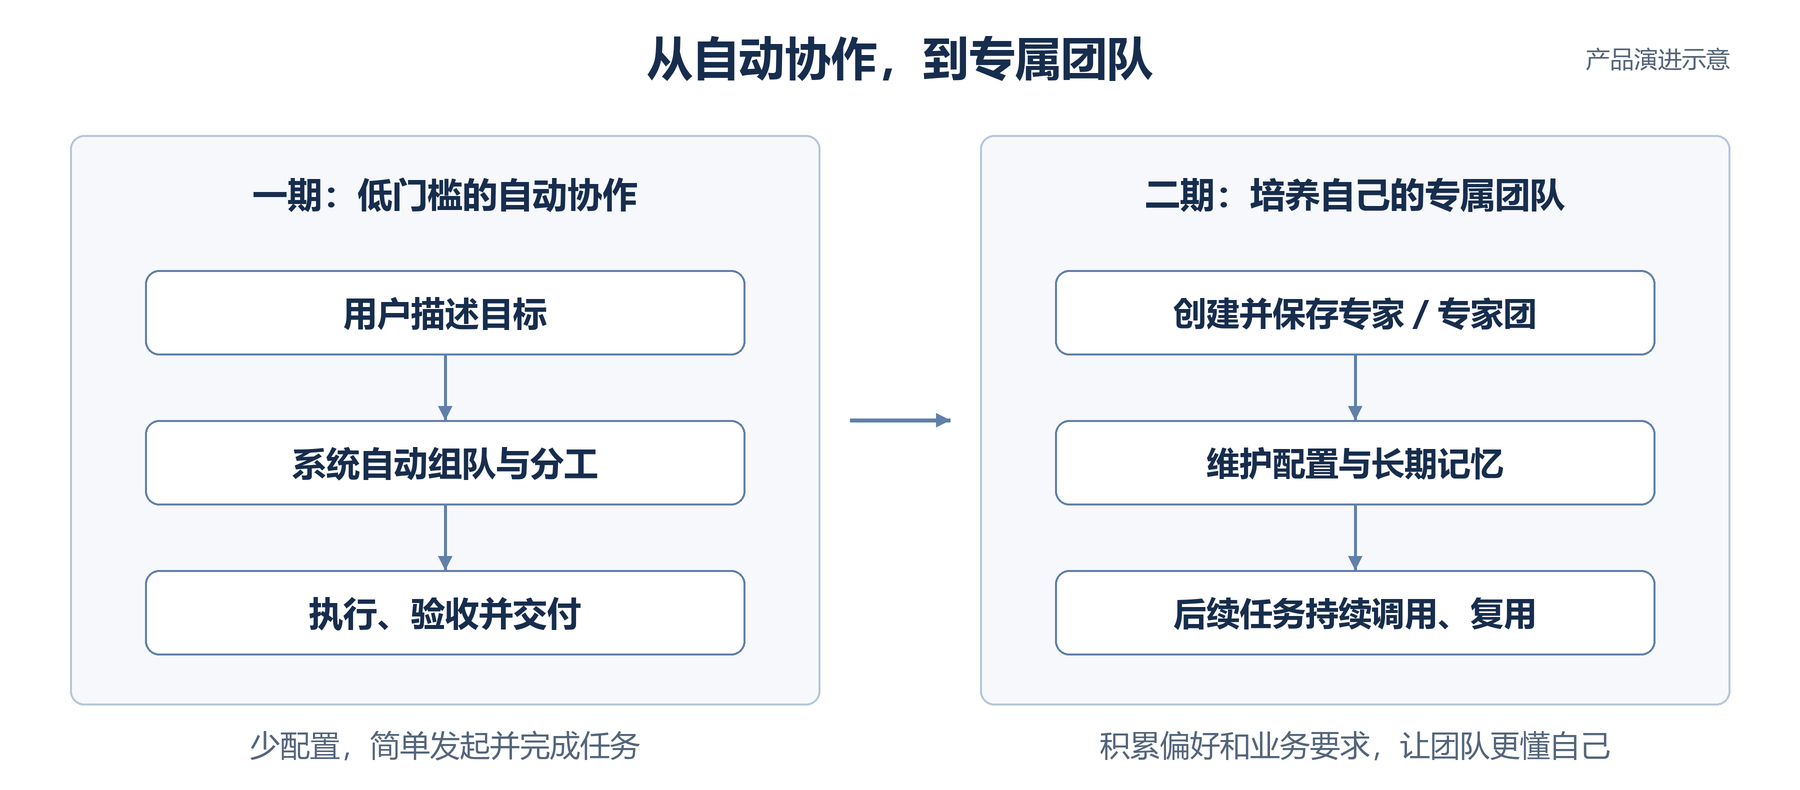 从自动协作，到专属团队
产品演进示意
一期：低门槛的自动协作
用户描述目标
系统自动组队与分工
执行、验收并交付
少配置，简单发起并完成任务
二期：培养自己的专属团队
创建并保存专家 / 专家团
维护配置与长期记忆
后续任务持续调用、复用
积累偏好和业务要求，让团队更懂自己